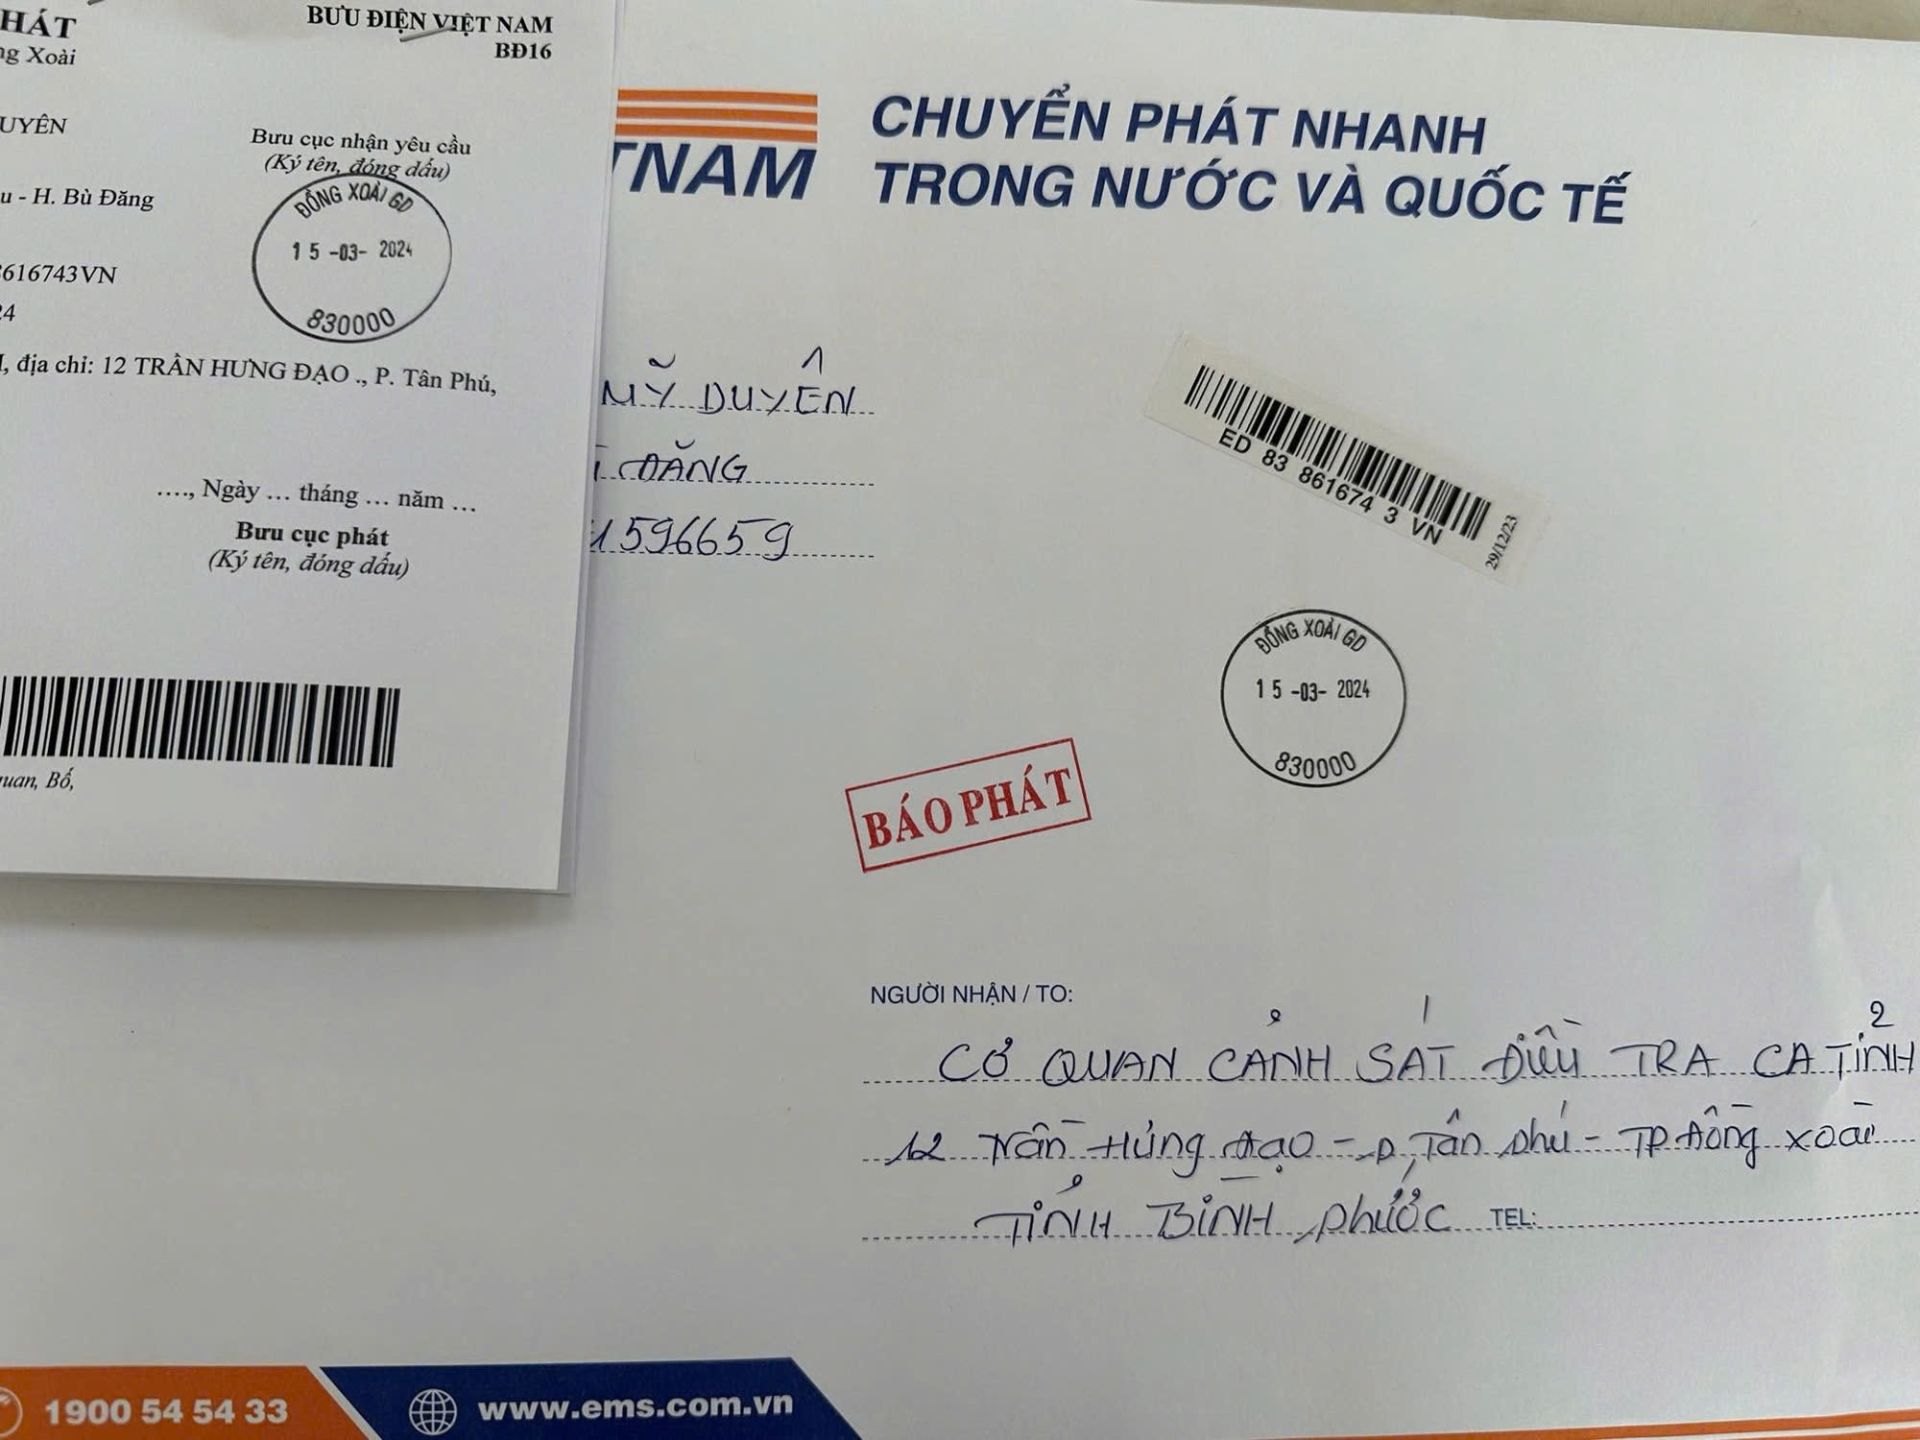 HÁT
ng Xoài
BƯU ĐIỆN VIỆT NAM
BĐ16
UYÊN
Bưu cục nhận yêu cầu
(Ký tên, đóng dấu)
u - H. Bù Đăng
ĐỒNG XOÀI GD
15 -03- 2024
830000
616743VN
24
, địa chỉ: 12 TRẦN HƯNG ĐẠO ., P. Tân Phú,
...., Ngày ... tháng ... năm ...
Bưu cục phát
(Ký tên, đóng dấu)
quan, Bố,
TNAM
CHUYỂN PHÁT NHANH
TRONG NƯỚC VÀ QUỐC TẾ
MỸ DUYÊN
ĐĂNG
1596659
ED 83 861674 3 VN
29/12/23
ĐỒNG XOÀI GD
15 -03- 2024
830000
BÁO PHÁT
NGƯỜI NHẬN / TO:
CƠ QUAN CẢNH SÁT ĐIỀU TRA CA TỈNH
12 Trần Hưng Đạo - P, Tân Phú - TP Đồng Xoài
TỈNH BÌNH PHƯỚC TEL:
1900 54 54 33
www.ems.com.vn